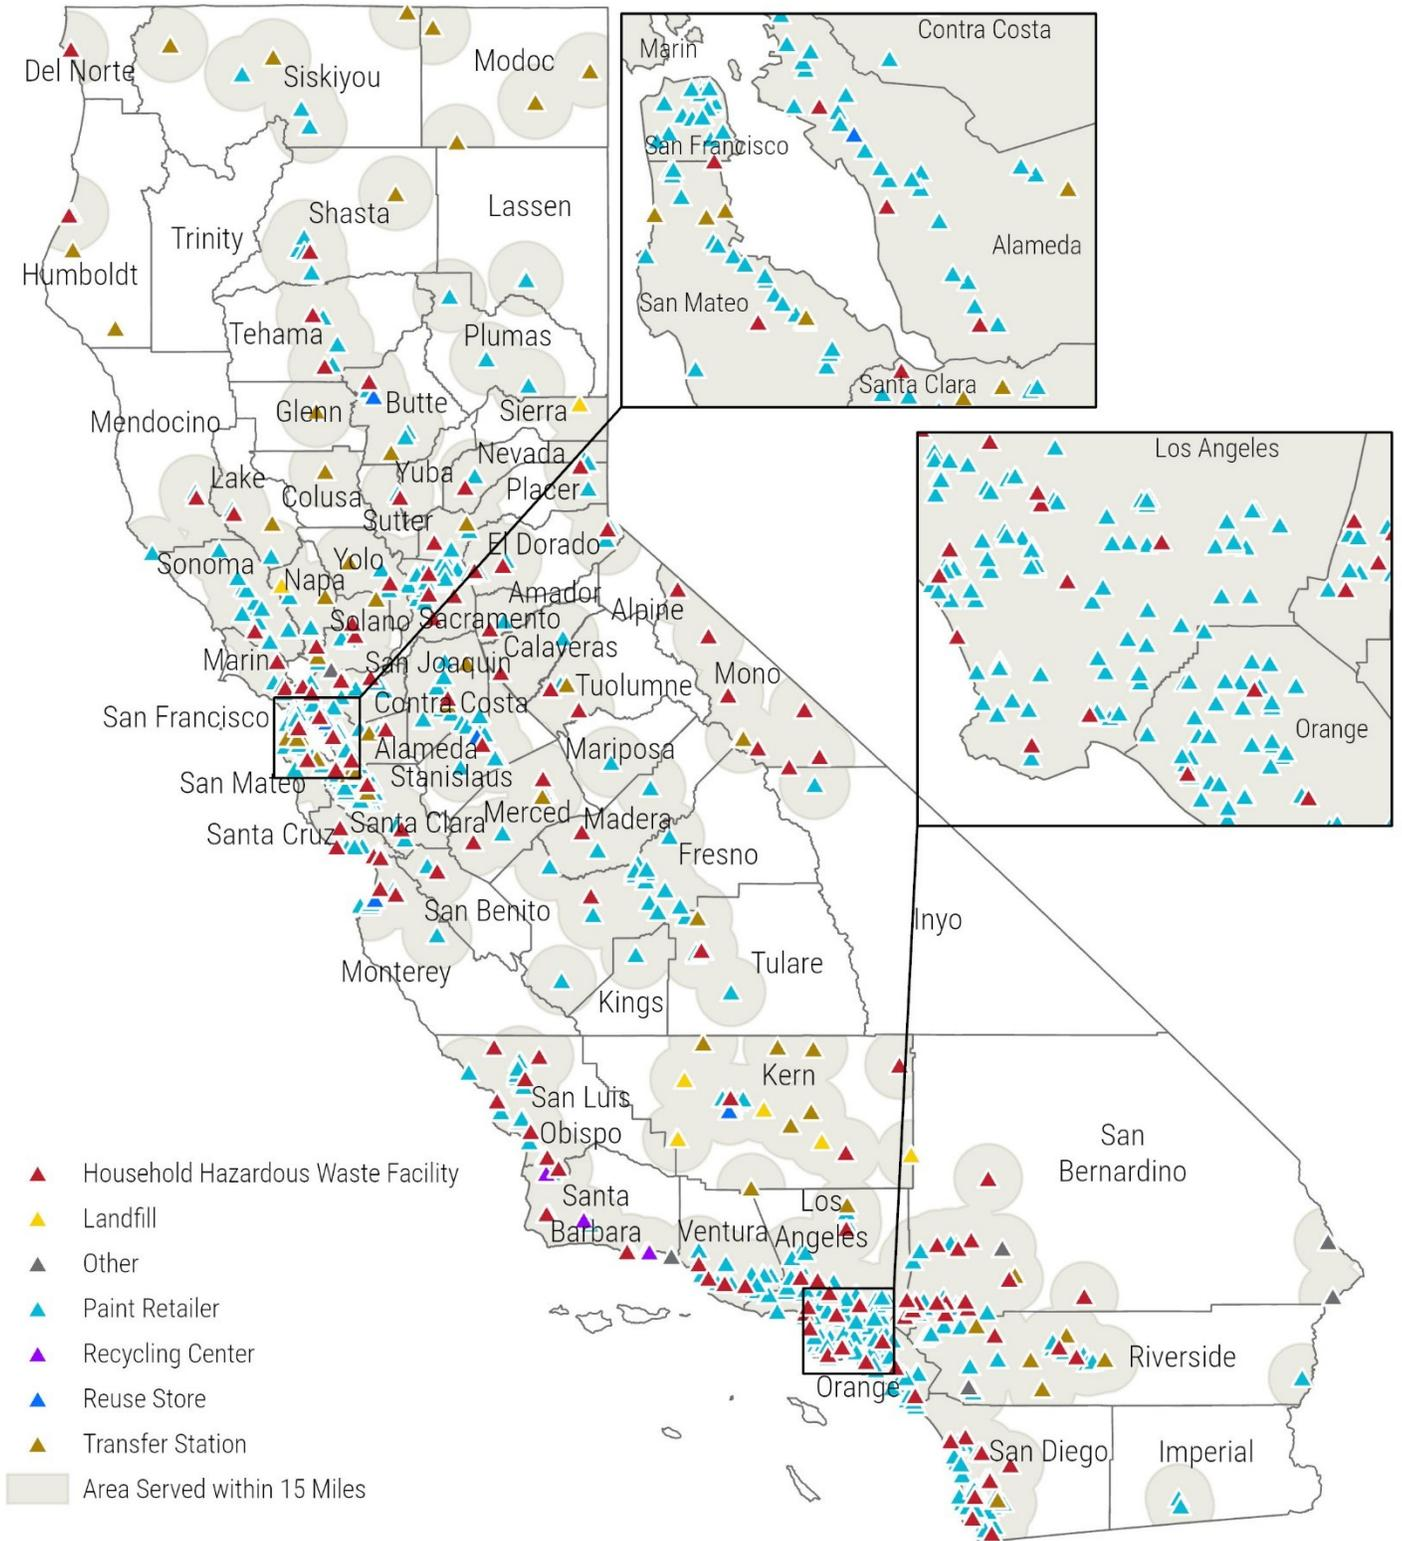 Del Norte
Siskiyou
Modoc
Shasta
Lassen
Trinity
Humboldt
Tehama
Plumas
Mendocino
Glenn
Butte
Sierra
Nevada
Lake
Colusa
Yuba
Placer
Sutter
El Dorado
Sonoma
Yolo
Napa
Amador
Alpine
Solano
Sacramento
Calaveras
Marin
San Joaquin
Mono
Tuolumne
San Francisco
Contra Costa
Alameda
Mariposa
San Mateo
Stanislaus
Merced
Madera
Santa Cruz
Santa Clara
Fresno
San Benito
Inyo
Monterey
Tulare
Kings
Kern
San Luis
Obispo
San
Bernardino
Santa
Barbara
Ventura
Los
Angeles
Orange
Riverside
San Diego
Imperial
Marin
Contra Costa
San Francisco
Alameda
San Mateo
Santa Clara
Los Angeles
Orange
Household Hazardous Waste Facility
Landfill
Other
Paint Retailer
Recycling Center
Reuse Store
Transfer Station
Area Served within 15 Miles